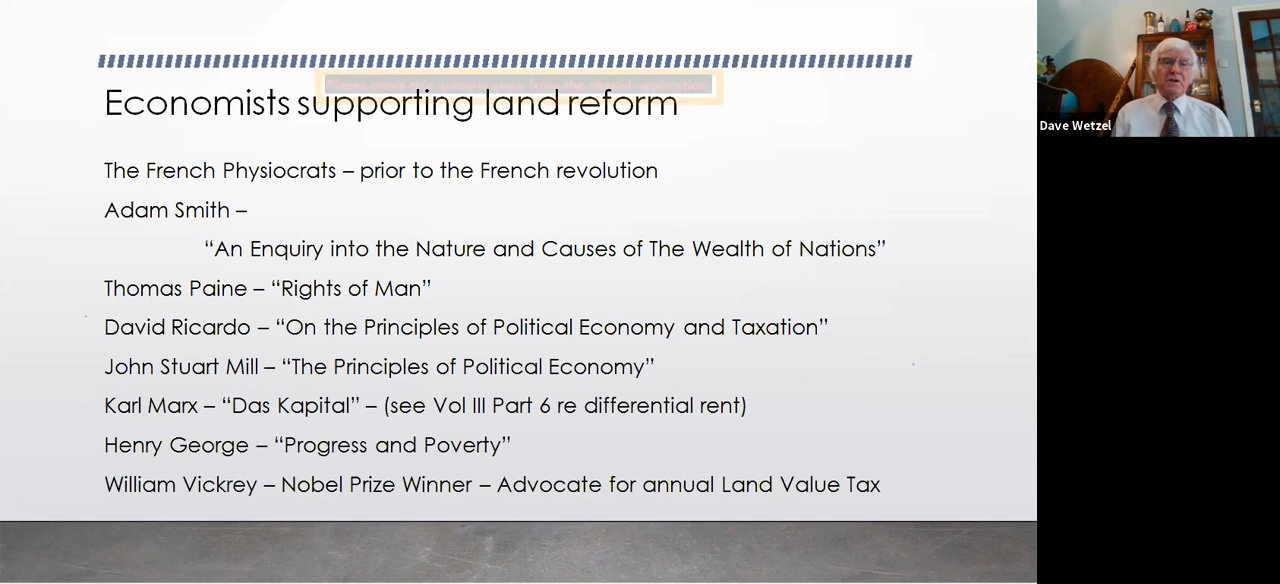 Economists supporting land reform
The French Physiocrats – prior to the French revolution
Adam Smith –
“An Enquiry into the Nature and Causes of The Wealth of Nations”
Thomas Paine – “Rights of Man”
David Ricardo – “On the Principles of Political Economy and Taxation”
John Stuart Mill – “The Principles of Political Economy”
Karl Marx – “Das Kapital” – (see Vol III Part 6 re differential rent)
Henry George – “Progress and Poverty”
William Vickrey – Nobel Prize Winner – Advocate for annual Land Value Tax
Dave Wetzel